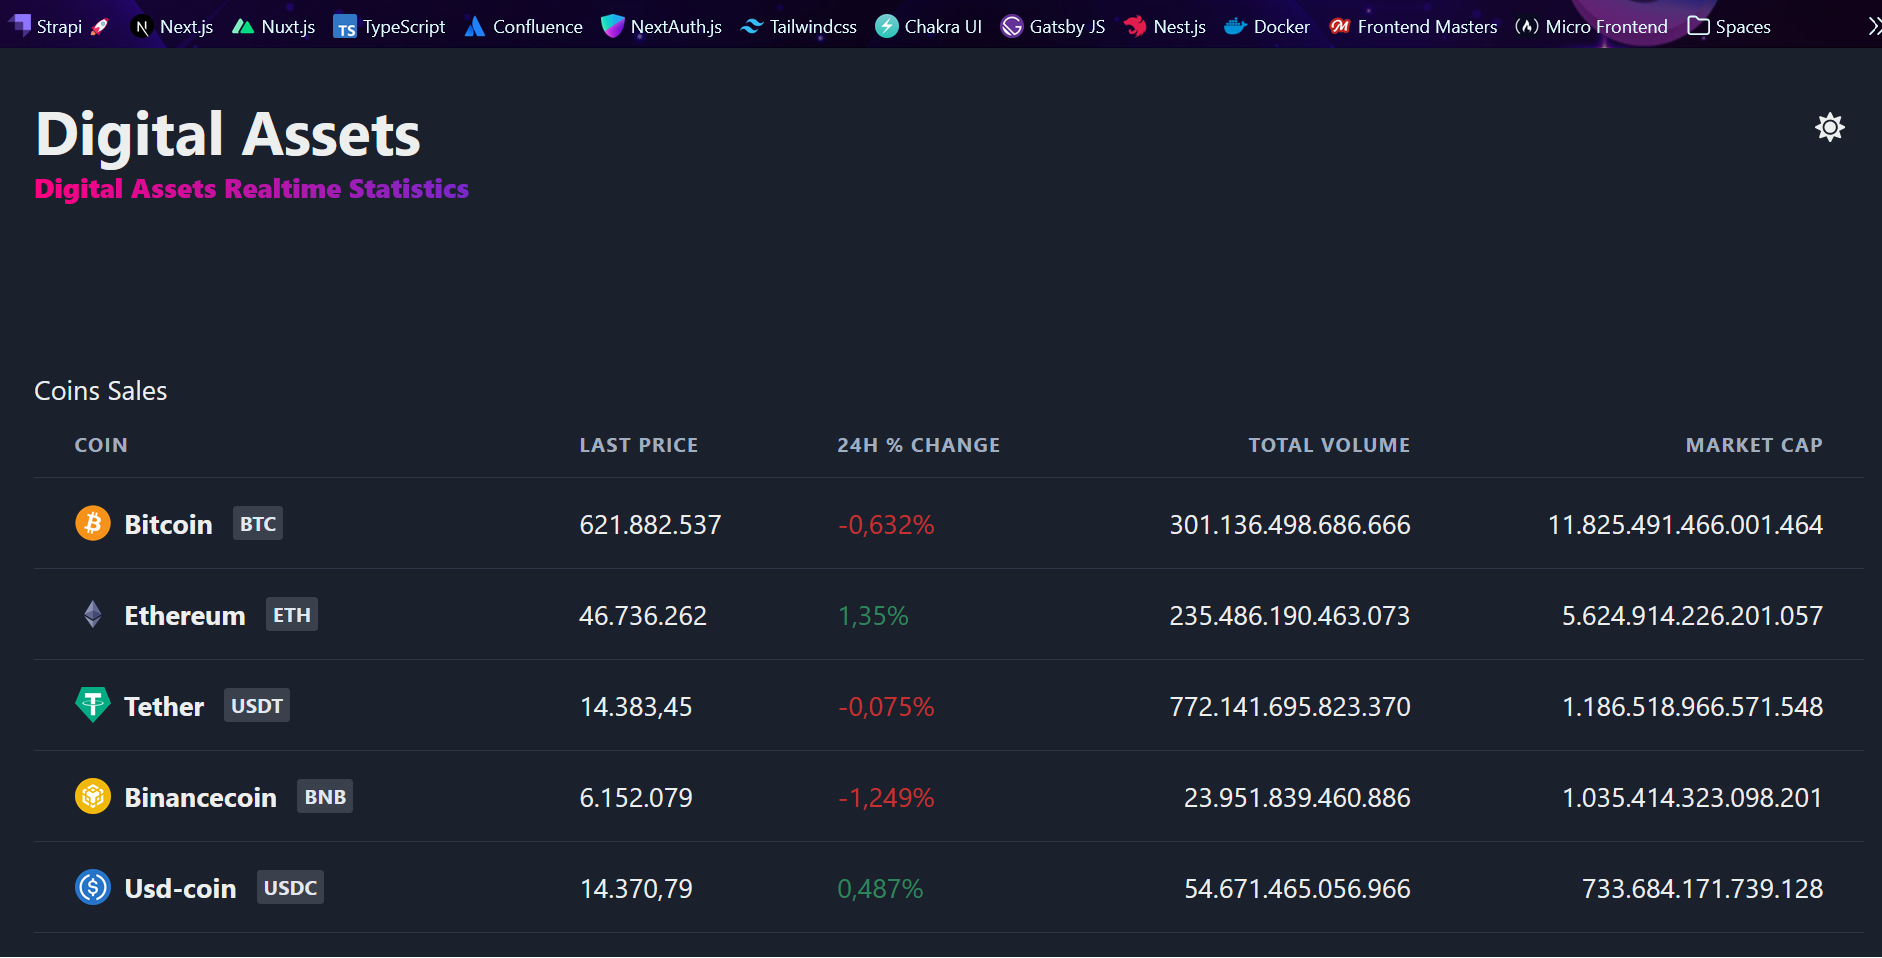 Strapi 🚀 Next.js Nuxt.js TypeScript Confluence NextAuth.js Tailwindcss Chakra UI Gatsby JS Nest.js Docker Frontend Masters Micro Frontend Spaces
Digital Assets
Digital Assets Realtime Statistics
Coins Sales
COIN LAST PRICE 24H % CHANGE TOTAL VOLUME MARKET CAP
Bitcoin BTC 621.882.537 -0,632% 301.136.498.686.666 11.825.491.466.001.464
Ethereum ETH 46.736.262 1,35% 235.486.190.463.073 5.624.914.226.201.057
Tether USDT 14.383,45 -0,075% 772.141.695.823.370 1.186.518.966.571.548
Binancecoin BNB 6.152.079 -1,249% 23.951.839.460.886 1.035.414.323.098.201
Usd-coin USDC 14.370,79 0,487% 54.671.465.056.966 733.684.171.739.128